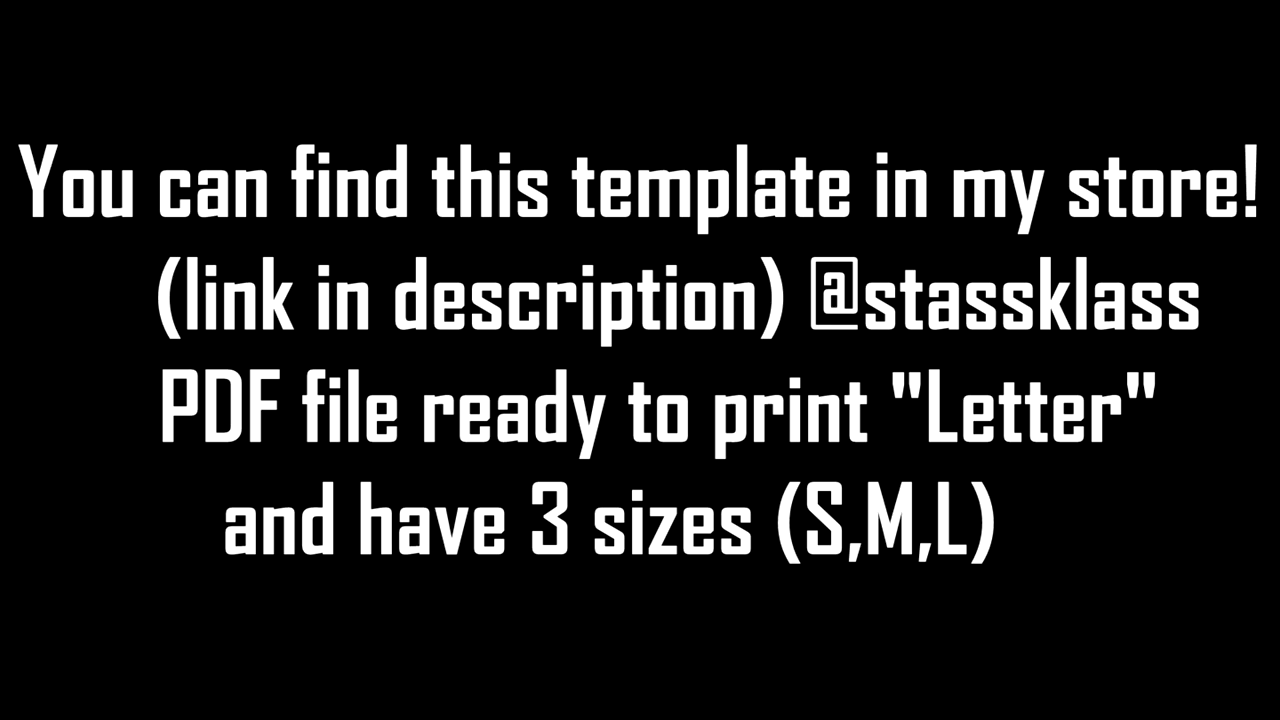 You can find this template in my store!
(link in description) @stassklass
PDF file ready to print "Letter"
and have 3 sizes (S,M,L)